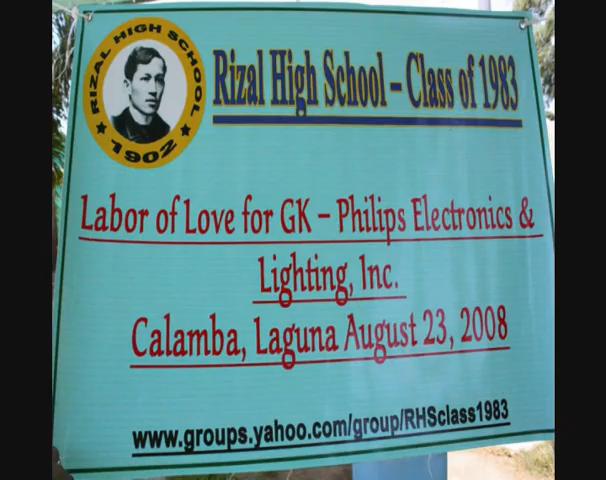 RIZAL HIGH SCHOOL
1902
Rizal High School – Class of 1983
Labor of Love for GK – Philips Electronics &
Lighting, Inc.
Calamba, Laguna August 23, 2008
www.groups.yahoo.com/group/RHSclass1983